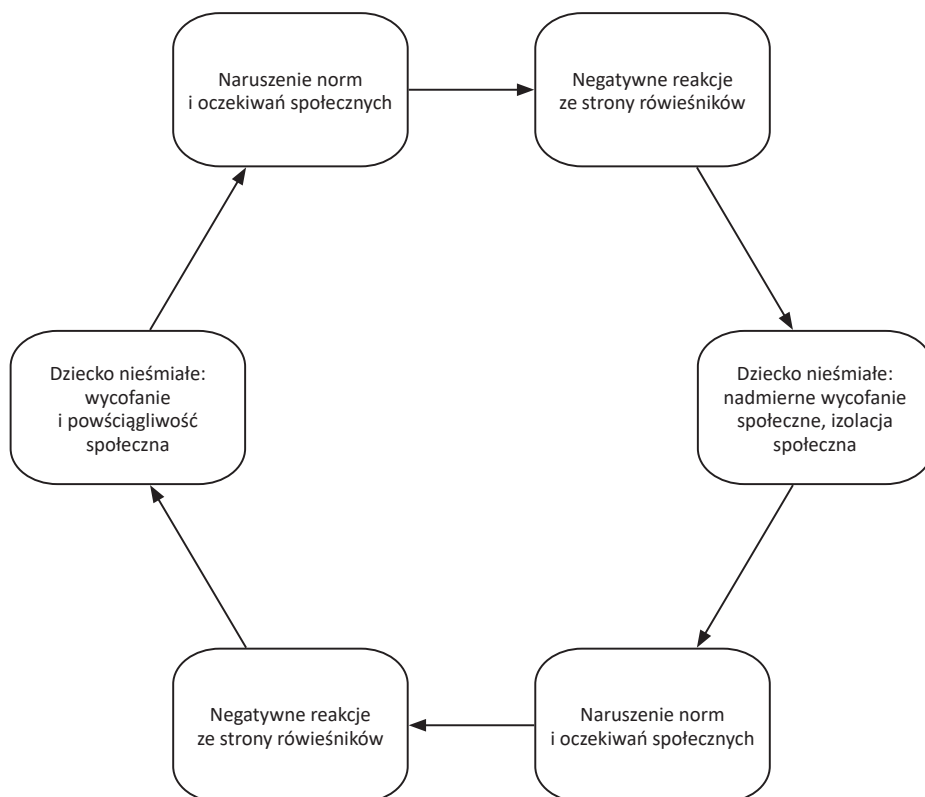 Naruszenie norm
i oczekiwań społecznych
Negatywne reakcje
ze strony rówieśników
Dziecko nieśmiałe:
wycofanie
i powściągliwość
społeczna
Dziecko nieśmiałe:
nadmierne wycofanie
społeczne, izolacja
społeczna
Negatywne reakcje
ze strony rówieśników
Naruszenie norm
i oczekiwań społecznych